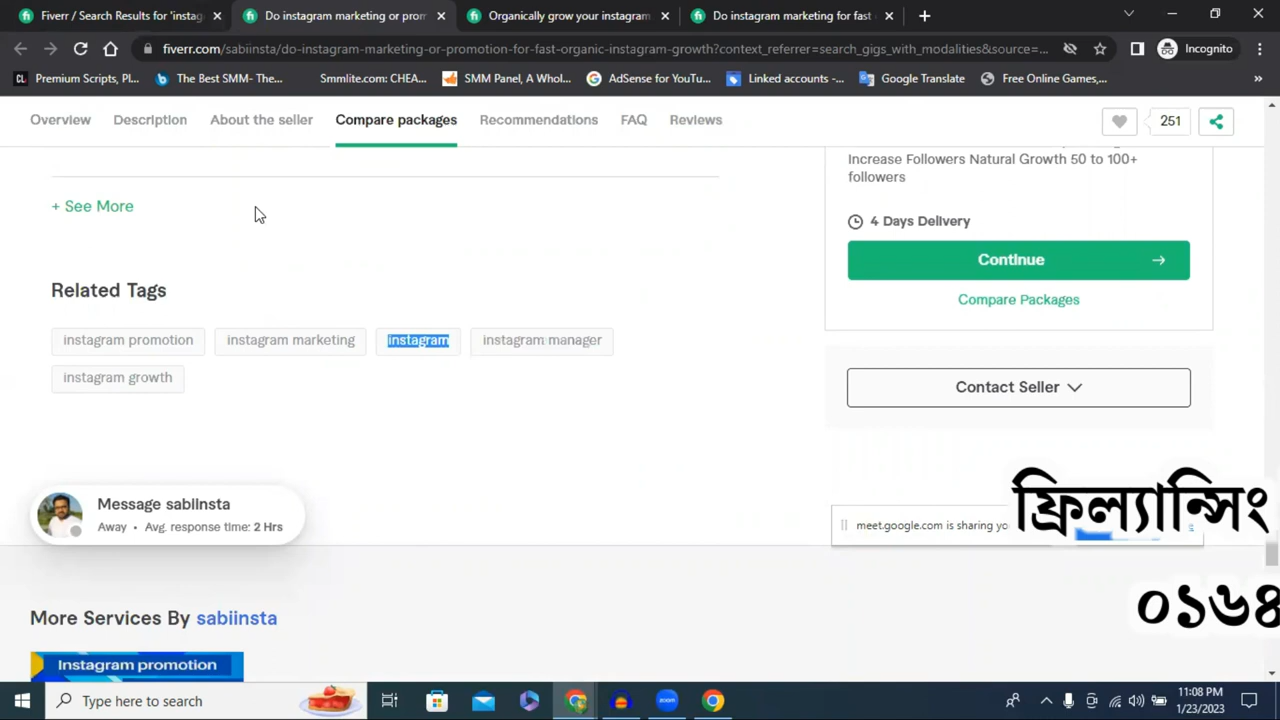 Fiverr / Search Results for 'instag
Do instagram marketing or prom
Organically grow your instagram
Do instagram marketing for fast
fiverr.com/sabiinsta/do-instagram-marketing-or-promotion-for-fast-organic-instagram-growth?context_referrer=search_gigs_with_modalities&source=...
Incognito
Premium Scripts, Pl...
The Best SMM- The...
Smmlite.com: CHEA...
SMM Panel, A Whol...
AdSense for YouTu...
Linked accounts -...
Google Translate
Free Online Games,...
»
Overview
Description
About the seller
Compare packages
Recommendations
FAQ
Reviews
251
Increase Followers Natural Growth 50 to 100+
followers
+ See More
4 Days Delivery
Continue
Compare Packages
Related Tags
instagram promotion
instagram marketing
instagram
instagram manager
instagram growth
Contact Seller
Message sabiinsta
Away • Avg. response time: 2 Hrs
meet.google.com is sharing yo
ফ্রিল্যান্সিং
০১৬৪
More Services By sabiinsta
Instagram promotion
Type here to search
zoom
11:08 PM
1/23/2023